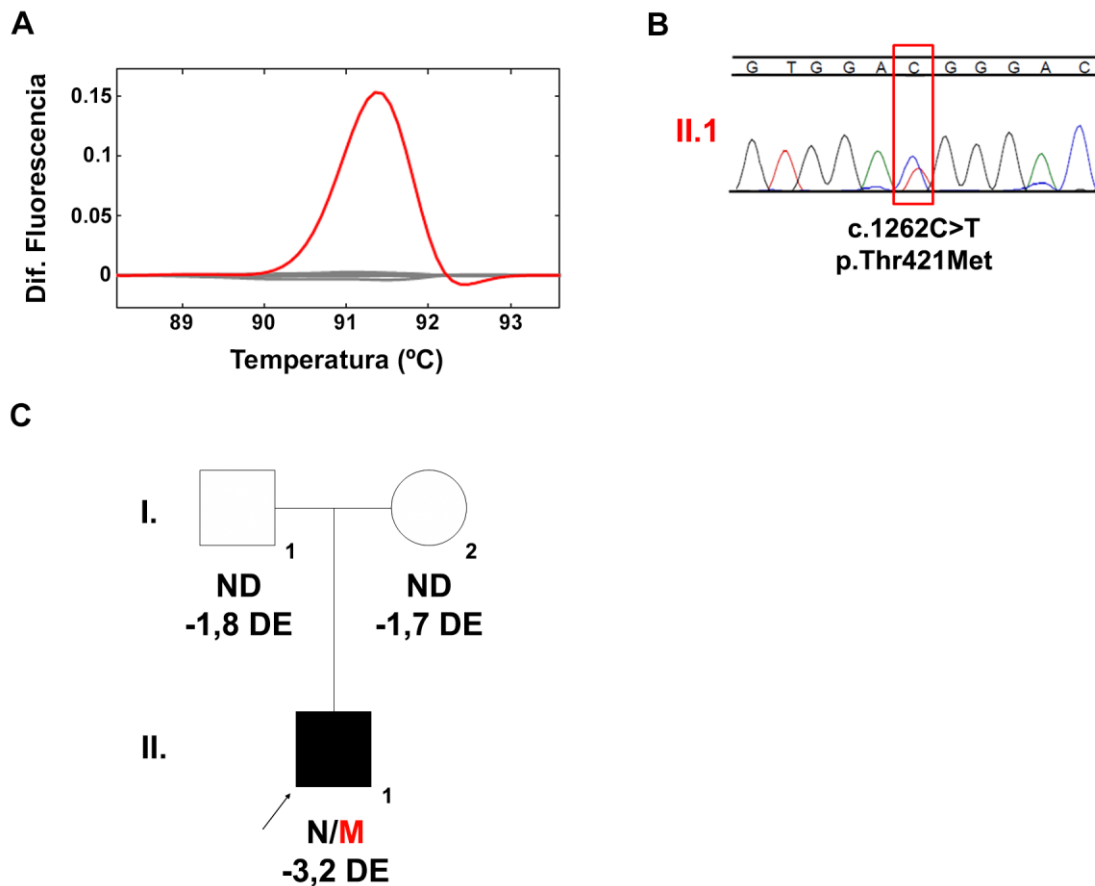 A
Dif. Fluorescencia
0.15
0.1
0.05
0
89 90 91 92 93
Temperatura (ºC)
B
G T G G A C G G G A C
II.1
c.1262C>T
p.Thr421Met
C
I.
1 2
ND ND
-1,8 DE -1,7 DE
II.
1
N/M
-3,2 DE